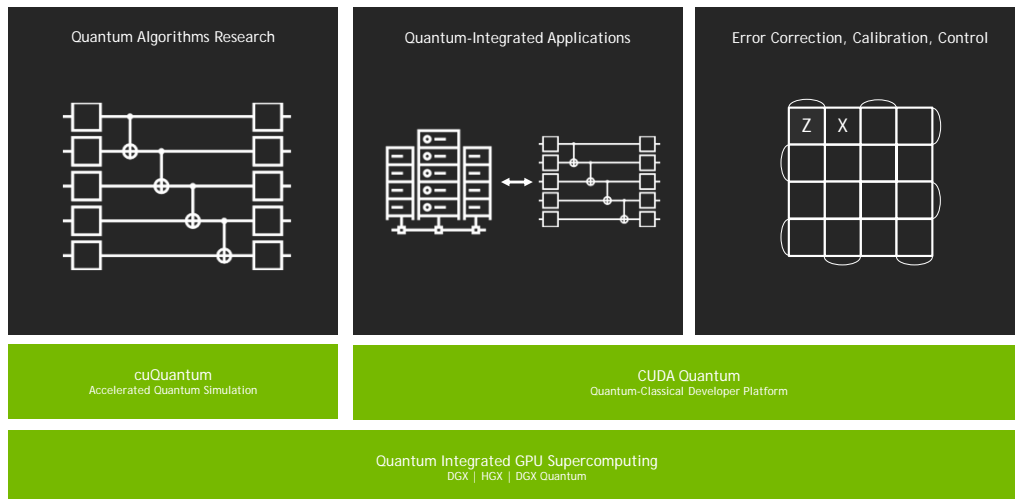 Quantum Algorithms Research
Quantum-Integrated Applications
Error Correction, Calibration, Control
Z X
cuQuantum
Accelerated Quantum Simulation
CUDA Quantum
Quantum-Classical Developer Platform
Quantum Integrated GPU Supercomputing
DGX | HGX | DGX Quantum